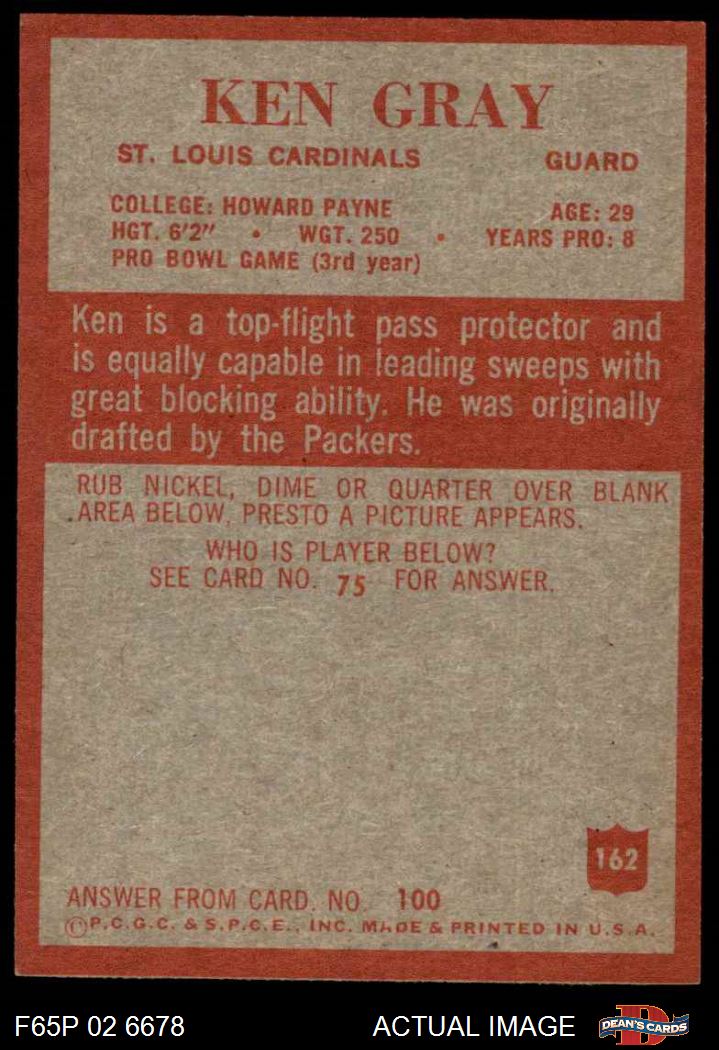 KEN GRAY
ST. LOUIS CARDINALS GUARD
COLLEGE: HOWARD PAYNE AGE: 29
HGT. 6'2" • WGT. 250 • YEARS PRO: 8
PRO BOWL GAME (3rd year)
Ken is a top-flight pass protector and
is equally capable in leading sweeps with
great blocking ability. He was originally
drafted by the Packers.
RUB NICKEL, DIME OR QUARTER OVER BLANK
AREA BELOW, PRESTO A PICTURE APPEARS.
WHO IS PLAYER BELOW?
SEE CARD NO. 75 FOR ANSWER.
162
ANSWER FROM CARD. NO. 100
©P.C.G.C. & S.P.C.E., INC. MADE & PRINTED IN U.S.A.
F65P 02 6678 ACTUAL IMAGE D DEAN'S CARDS